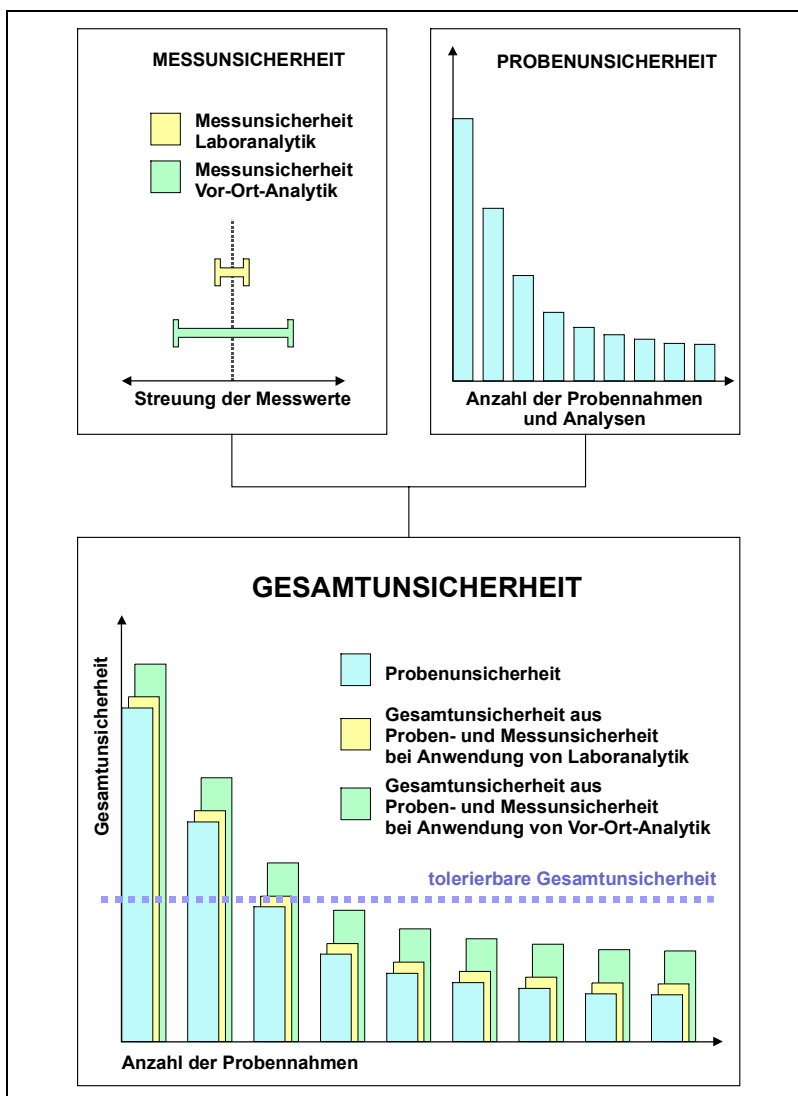 MESSUNSICHERHEIT
Messunsicherheit
Laboranalytik
Messunsicherheit
Vor-Ort-Analytik
Streuung der Messwerte
PROBENUNSICHERHEIT
Anzahl der Probennahmen
und Analysen
GESAMTUNSICHERHEIT
Gesamtunsicherheit
Probenunsicherheit
Gesamtunsicherheit aus
Proben- und Messunsicherheit
bei Anwendung von Laboranalytik
Gesamtunsicherheit aus
Proben- und Messunsicherheit
bei Anwendung von Vor-Ort-Analytik
tolerierbare Gesamtunsicherheit
Anzahl der Probennahmen